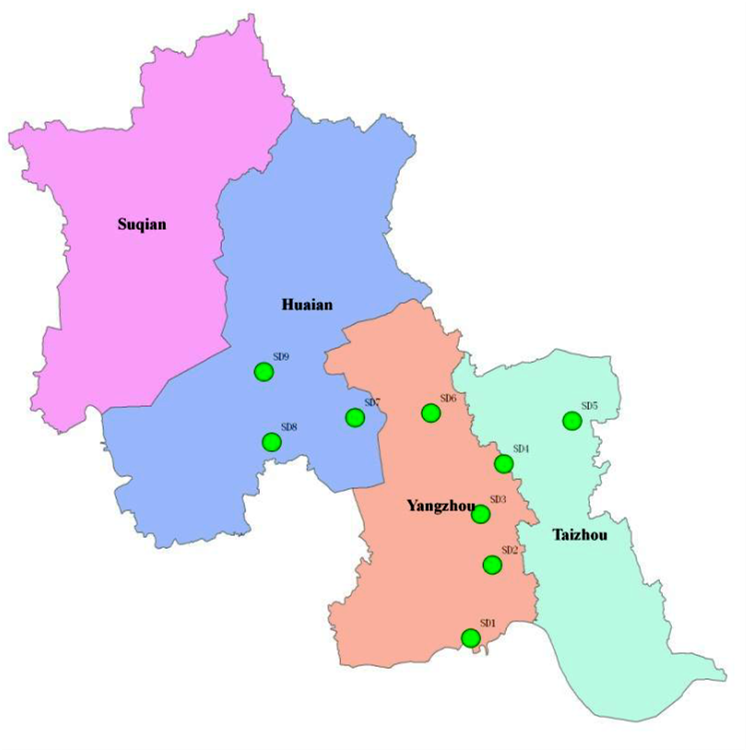 Suqian
Huaian
SD9
SD7
SD6
SD5
SD8
SD4
Yangzhou
SD3
Taizhou
SD2
SD1